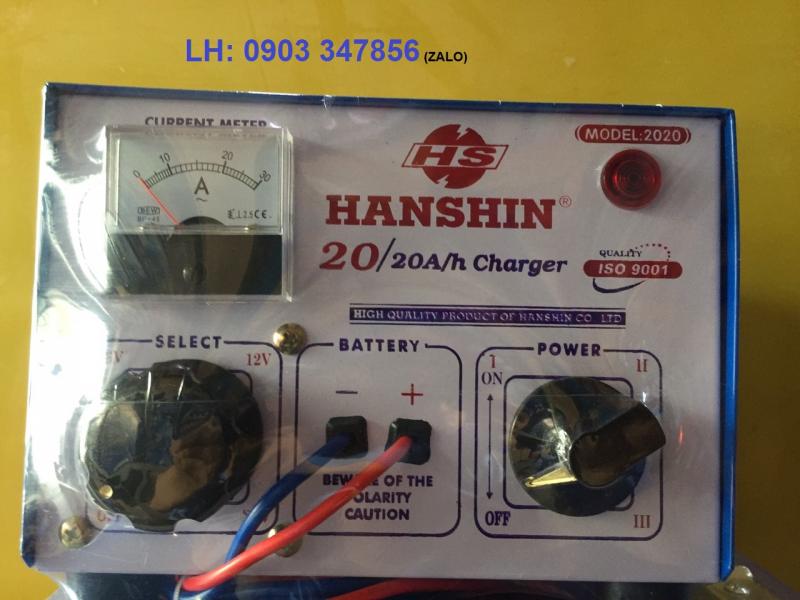 LH: 0903 347856 (ZALO)
CURRENT METER
MODEL:2020
0 10 20 30
A
~
HS
HANSHIN®
20/20A/h Charger
QUALITY
ISO 9001
HIGH QUALITY PRODUCT OF HANSHIN CO LTD
SELECT
12V
BATTERY
− +
BEWARE OF THE
POLARITY
CAUTION
POWER
I II
ON
OFF III